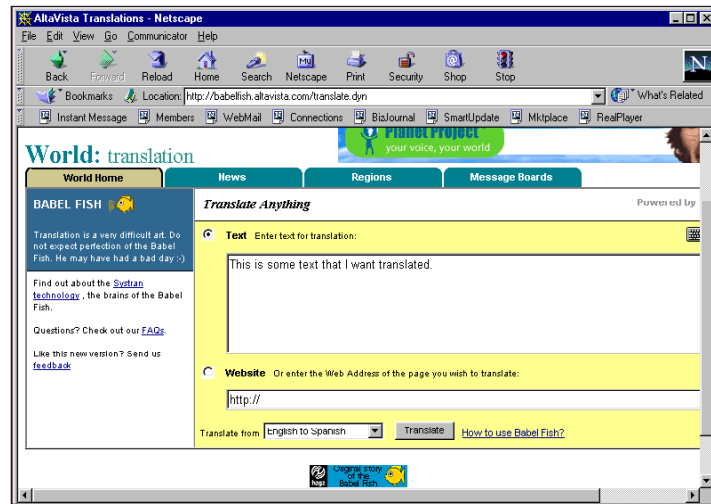 AltaVista Translations - Netscape
File Edit View Go Communicator Help
Back Forward Reload Home Search Netscape Print Security Shop Stop
N
Bookmarks Location: http://babelfish.altavista.com/translate.dyn What's Related
Instant Message Members WebMail Connections BizJournal SmartUpdate Mktplace RealPlayer
Planet Project
your voice, your world
World: translation
World Home News Regions Message Boards
BABEL FISH
Translation is a very difficult art. Do
not expect perfection of the Babel
Fish. He may have had a bad day :-)
Find out about the Systran
technology , the brains of the Babel
Fish.
Questions? Check out our FAQs.
Like this new version? Send us
feedback
Translate Anything Powered by
Text Enter text for translation:
This is some text that I want translated.
Website Or enter the Web Address of the page you wish to translate:
http://
Translate from English to Spanish Translate How to use Babel Fish?
h2g2 Original story
of the
Babel Fish